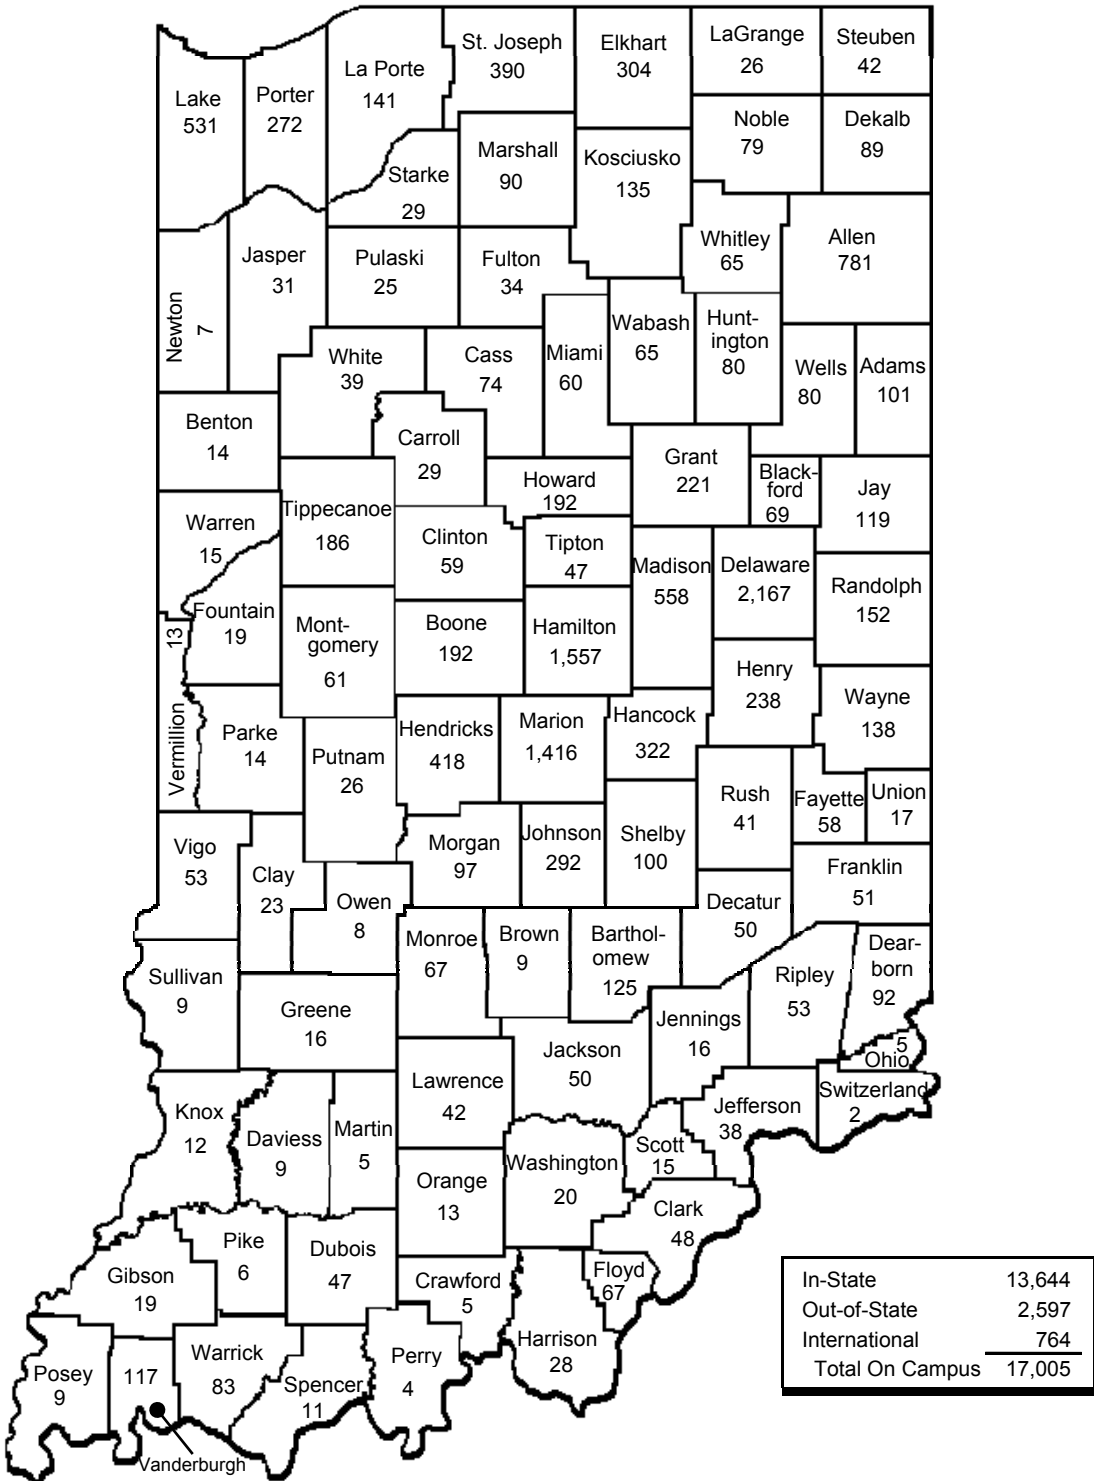 St. Joseph
390
Elkhart
304
LaGrange
26
Steuben
42
La Porte
141
Lake
531
Porter
272
Noble
79
Dekalb
89
Marshall
90
Kosciusko
135
Starke
29
Whitley
65
Allen
781
Jasper
31
Pulaski
25
Fulton
34
Newton
7
Wabash
65
Hunt-
ington
80
White
39
Cass
74
Miami
60
Wells
80
Adams
101
Benton
14
Carroll
29
Grant
221
Howard
192
Black-
ford
69
Jay
119
Tippecanoe
186
Warren
15
Clinton
59
Tipton
47
Madison
558
Delaware
2,167
Randolph
152
Fountain
19
Mont-
gomery
61
Boone
192
Hamilton
1,557
13
Vermillion
Henry
238
Wayne
138
Parke
14
Putnam
26
Hendricks
418
Marion
1,416
Hancock
322
Rush
41
Fayette
58
Union
17
Vigo
53
Clay
23
Morgan
97
Johnson
292
Shelby
100
Franklin
51
Owen
8
Decatur
50
Monroe
67
Brown
9
Barthol-
omew
125
Dear-
born
92
Sullivan
9
Ripley
53
Greene
16
Jennings
16
5
Ohio
Jackson
50
Lawrence
42
Switzerland
2
Jefferson
38
Knox
12
Daviess
9
Martin
5
Scott
15
Washington
20
Orange
13
Clark
48
Pike
6
Dubois
47
Gibson
19
Crawford
5
Floyd
67
Harrison
28
Posey
9
117
Vanderburgh
Warrick
83
Spencer
11
Perry
4
In-State 13,644
Out-of-State 2,597
International 764
Total On Campus 17,005